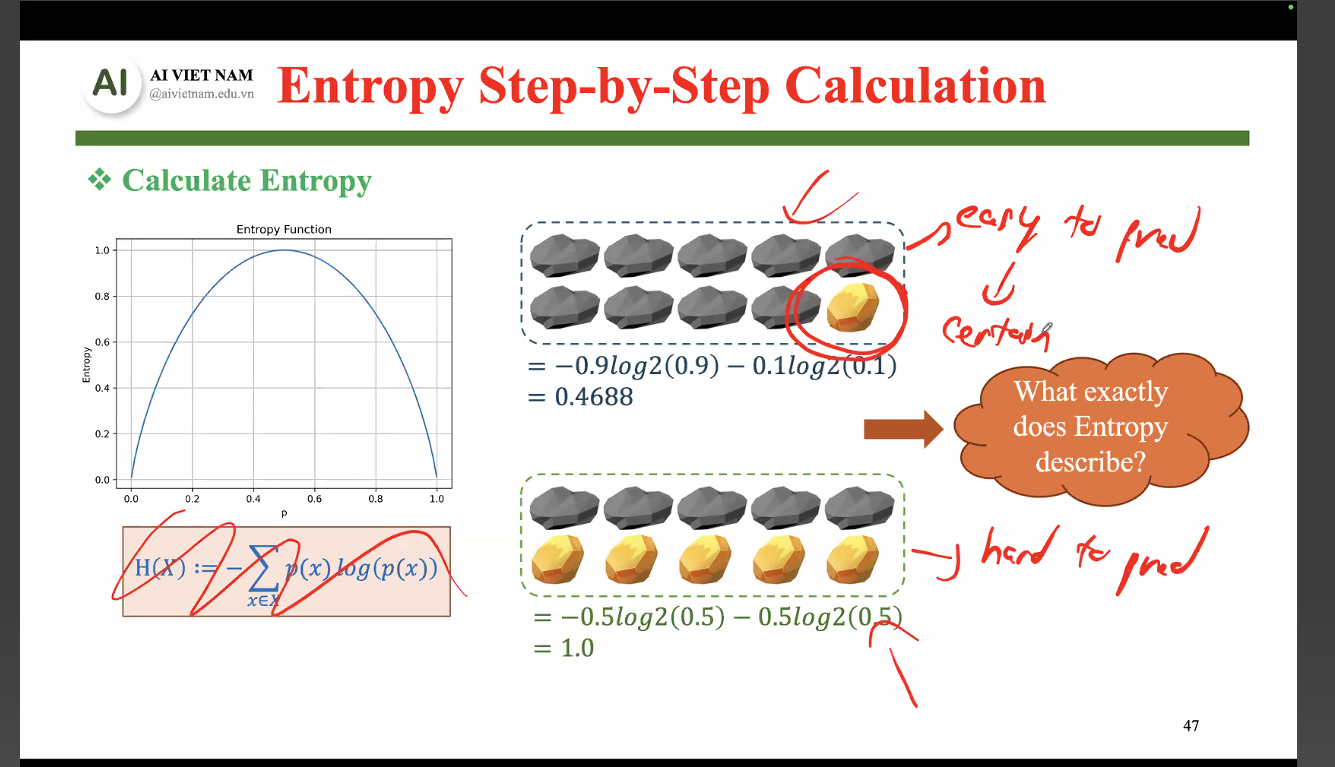 AI
AI VIET NAM
@aivietnam.edu.vn
Entropy Step-by-Step Calculation
❖ Calculate Entropy
Entropy Function
Entropy
1.0
0.8
0.6
0.4
0.2
0.0
0.0 0.2 0.4 0.6 0.8 1.0
p
H(X) := − ∑ p(x) log(p(x))
x∈X
= −0.9log2(0.9) − 0.1log2(0.1)
= 0.4688
easy to pred
What exactly
does Entropy
describe?
hard to pred
= −0.5log2(0.5) − 0.5log2(0.5)
= 1.0
47